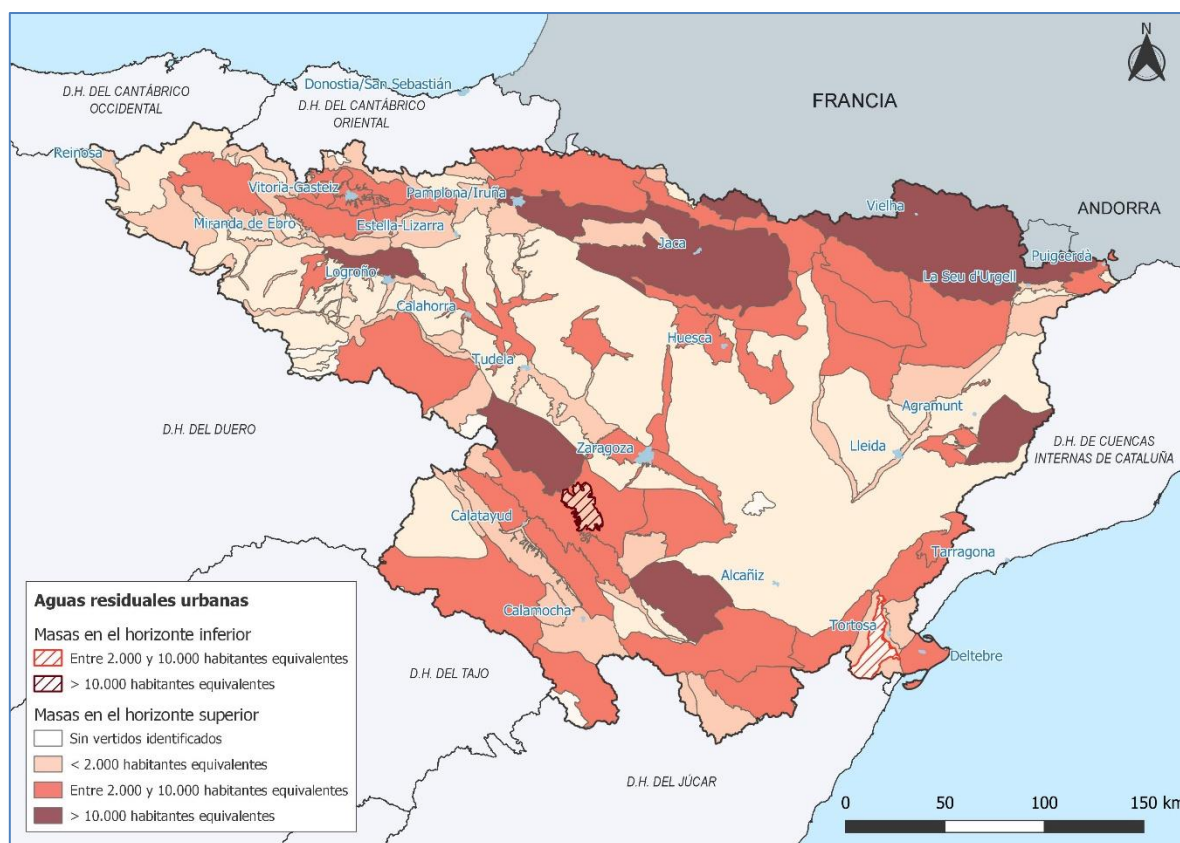 Donostia/San Sebastián
D.H. DEL CANTÁBRICO
OCCIDENTAL
D.H. DEL CANTÁBRICO
ORIENTAL
FRANCIA
N
Reinosa
Vitoria-Gasteiz
Pamplona/Iruña
Vielha
ANDORRA
Miranda de Ebro
Estella-Lizarra
Jaca
Puigcerdà
La Seu d'Urgell
Logroño
Calahorra
Huesca
Tudela
Agramunt
D.H. DEL DUERO
Zaragoza
Lleida
D.H. DE CUENCAS
INTERNAS DE CATALUÑA
Calatayud
Tarragona
Alcañiz
Calamocha
Tortosa
Deltebre
D.H. DEL TAJO
D.H. DEL JÚCAR
Aguas residuales urbanas
Masas en el horizonte inferior
Entre 2.000 y 10.000 habitantes equivalentes
> 10.000 habitantes equivalentes
Masas en el horizonte superior
Sin vertidos identificados
< 2.000 habitantes equivalentes
Entre 2.000 y 10.000 habitantes equivalentes
> 10.000 habitantes equivalentes
0 50 100 150 km